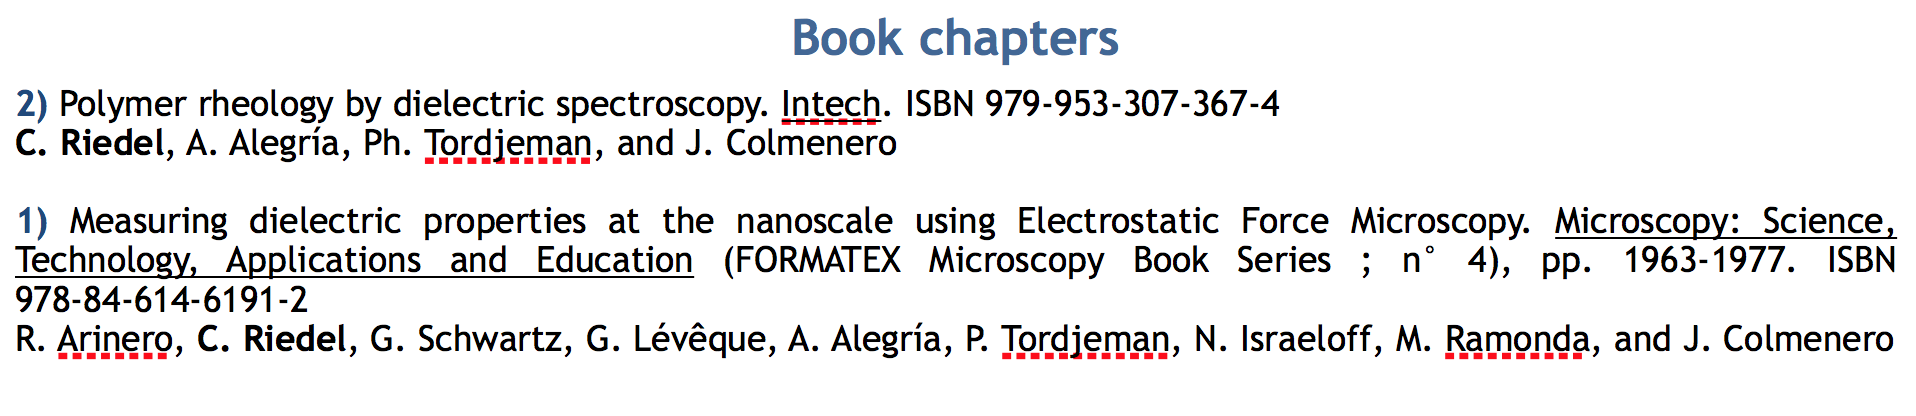 Book chapters
2) Polymer rheology by dielectric spectroscopy. Intech. ISBN 979-953-307-367-4
C. Riedel, A. Alegría, Ph. Tordjeman, and J. Colmenero
1) Measuring dielectric properties at the nanoscale using Electrostatic Force Microscopy. Microscopy: Science,
Technology, Applications and Education (FORMATEX Microscopy Book Series ; n° 4), pp. 1963-1977. ISBN
978-84-614-6191-2
R. Arinero, C. Riedel, G. Schwartz, G. Lévêque, A. Alegría, P. Tordjeman, N. Israeloff, M. Ramonda, and J. Colmenero